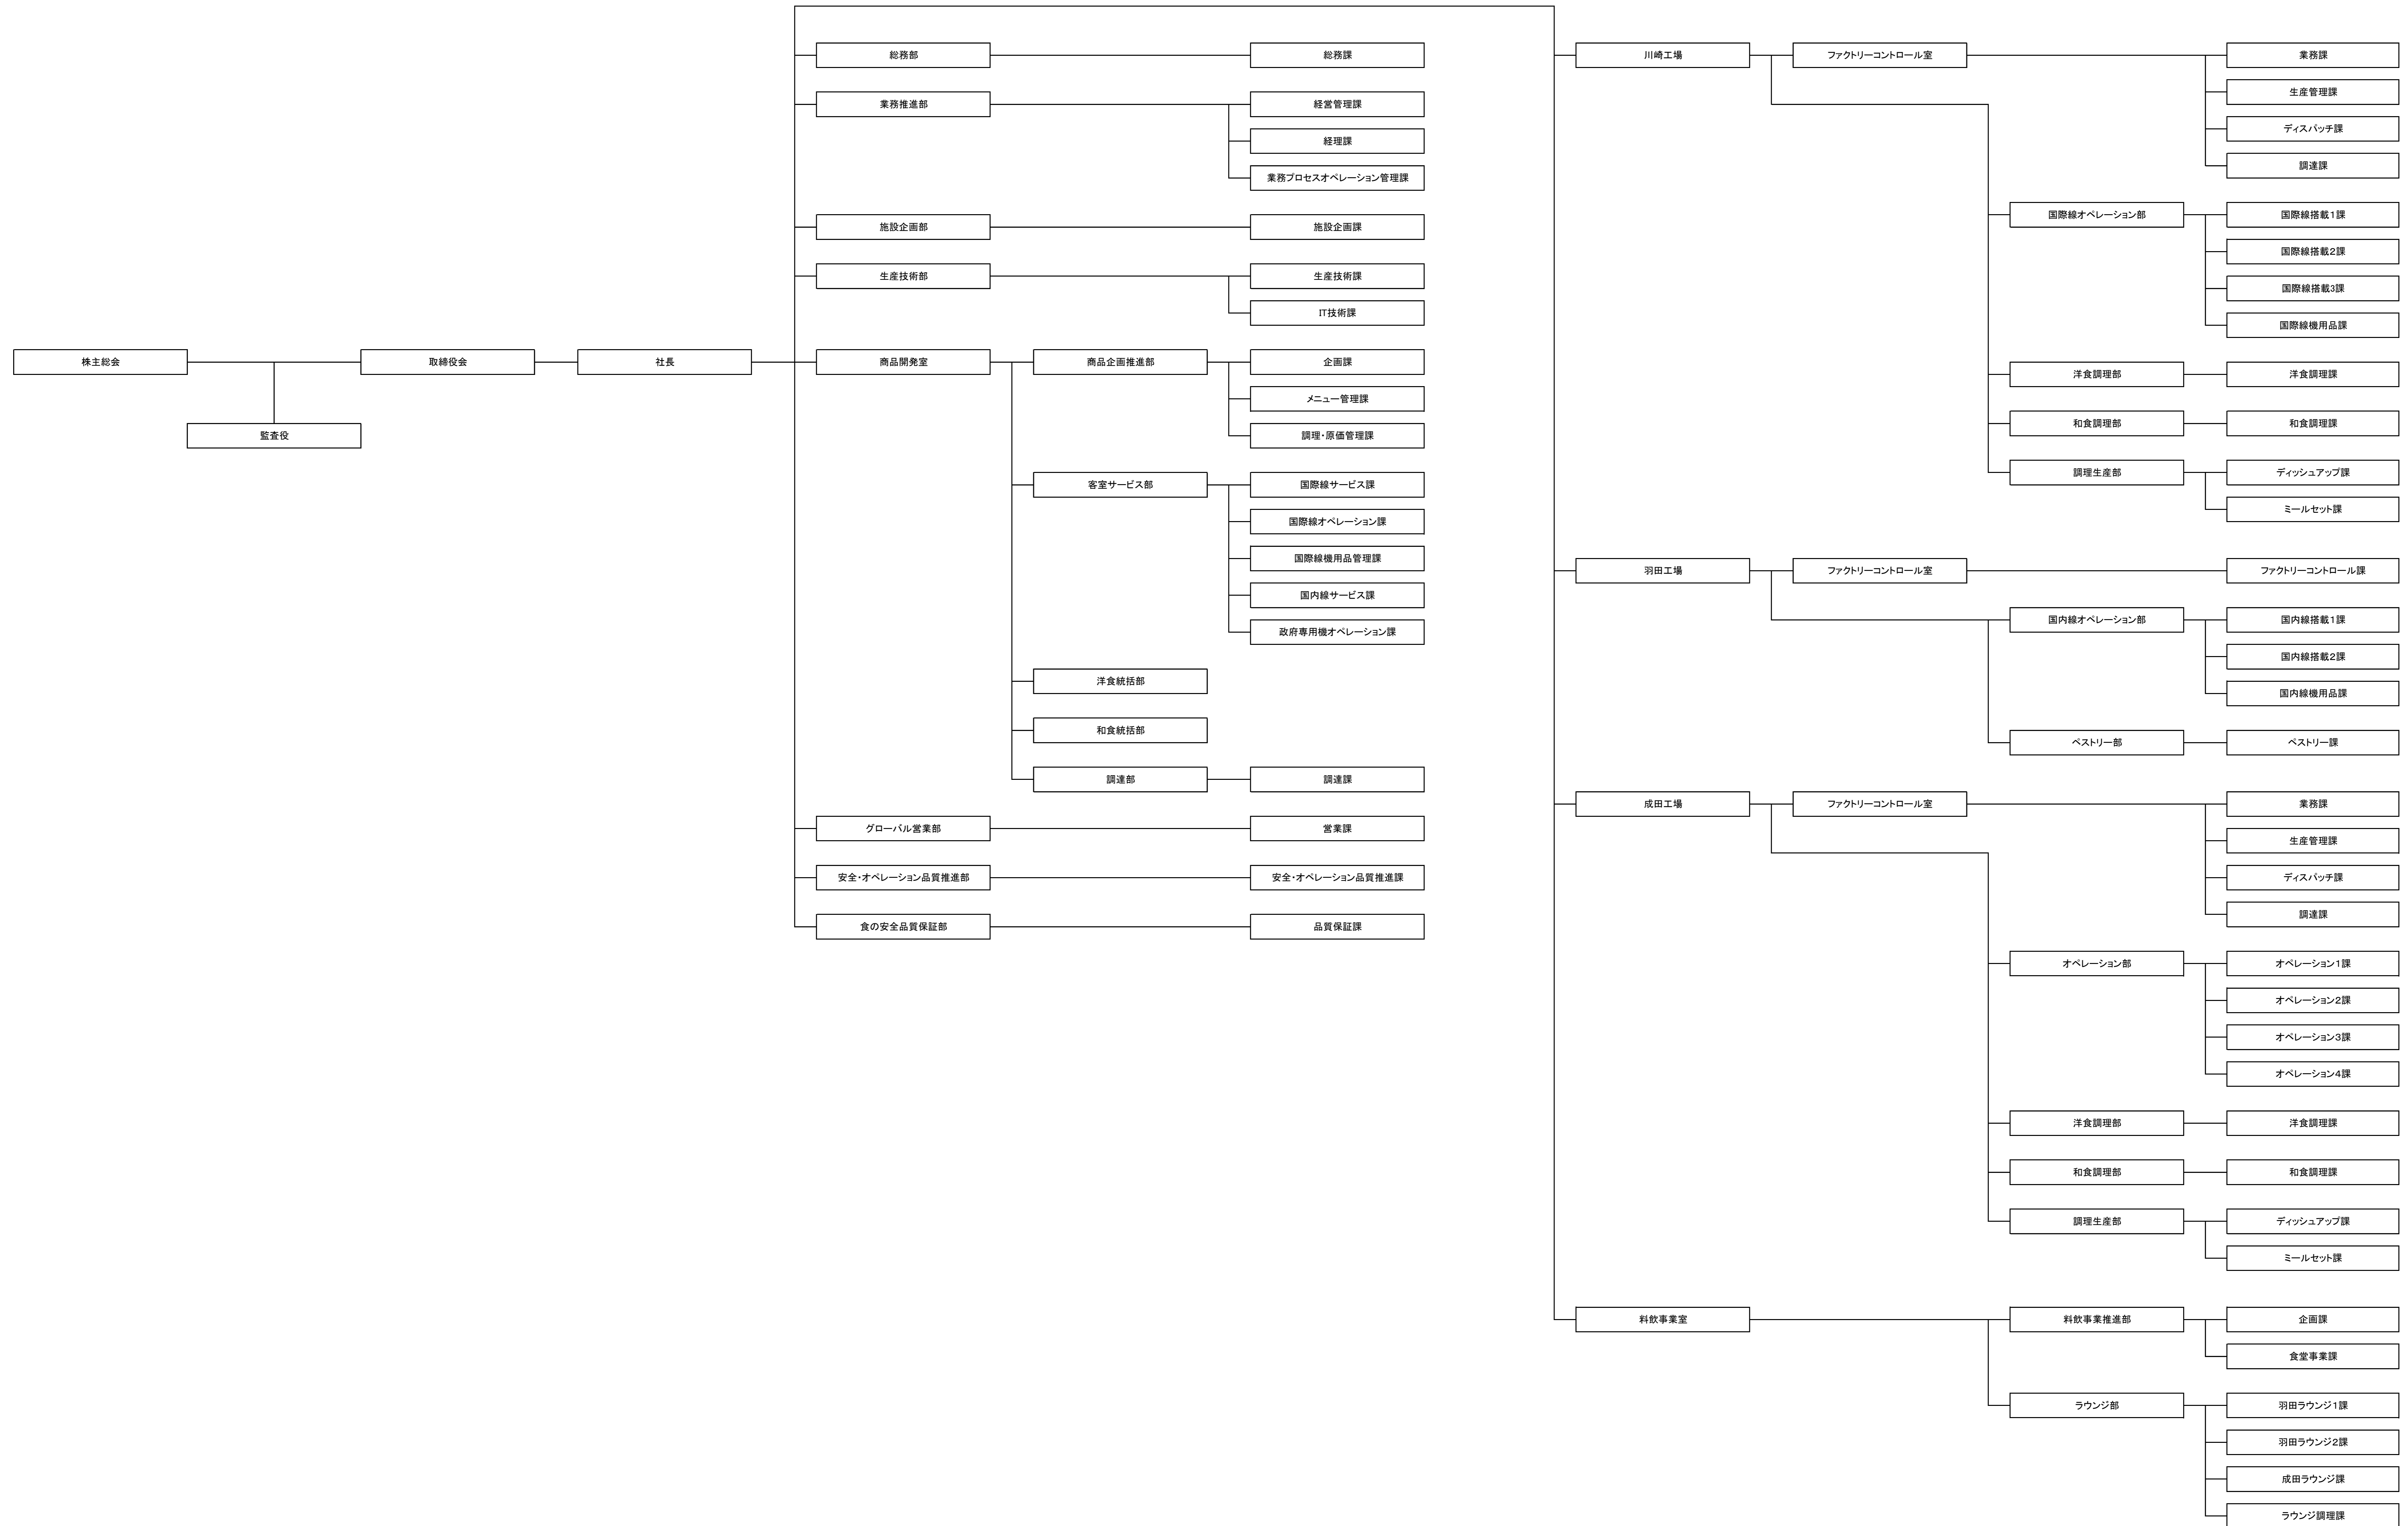 株主総会
監査役
取締役会
社長
総務部
総務課
業務推進部
経営管理課
経理課
業務プロセスオペレーション管理課
施設企画部
施設企画課
生産技術部
生産技術課
IT技術課
商品開発室
商品企画推進部
企画課
メニュー管理課
調理・原価管理課
客室サービス部
国際線サービス課
国際線オペレーション課
国際線機用品管理課
国内線サービス課
政府専用機オペレーション課
洋食統括部
和食統括部
調達部
調達課
グローバル営業部
営業課
安全・オペレーション品質推進部
安全・オペレーション品質推進課
食の安全品質保証部
品質保証課
川崎工場
ファクトリーコントロール室
業務課
生産管理課
ディスパッチ課
調達課
国際線オペレーション部
国際線搭載1課
国際線搭載2課
国際線搭載3課
国際線機用品課
洋食調理部
洋食調理課
和食調理部
和食調理課
調理生産部
ディッシュアップ課
ミールセット課
羽田工場
ファクトリーコントロール室
ファクトリーコントロール課
国内線オペレーション部
国内線搭載1課
国内線搭載2課
国内線機用品課
ペストリー部
ペストリー課
成田工場
ファクトリーコントロール室
業務課
生産管理課
ディスパッチ課
調達課
オペレーション部
オペレーション1課
オペレーション2課
オペレーション3課
オペレーション4課
洋食調理部
洋食調理課
和食調理部
和食調理課
調理生産部
ディッシュアップ課
ミールセット課
料飲事業室
料飲事業推進部
企画課
食堂事業課
ラウンジ部
羽田ラウンジ1課
羽田ラウンジ2課
成田ラウンジ課
ラウンジ調理課